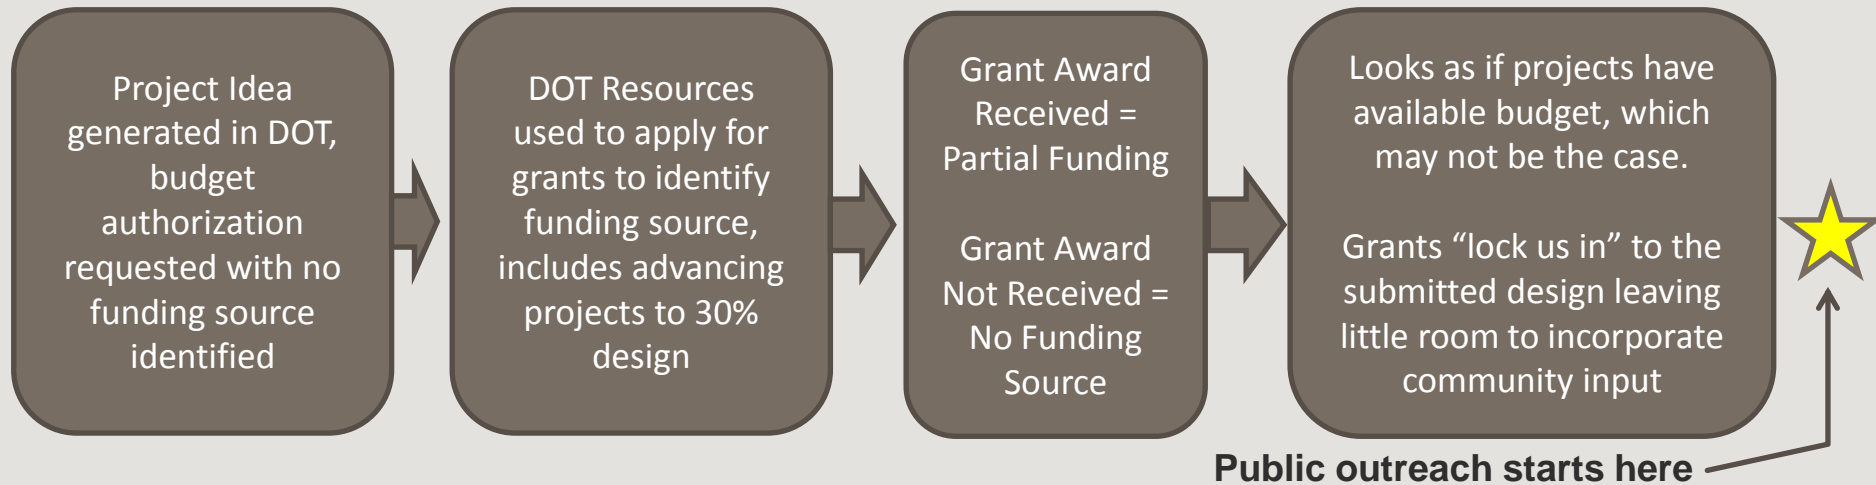 Project Idea
generated in DOT,
budget
authorization
requested with no
funding source
identified
DOT Resources
used to apply for
grants to identify
funding source,
includes advancing
projects to 30%
design
Grant Award
Received =
Partial Funding
Grant Award
Not Received =
No Funding
Source
Looks as if projects have
available budget, which
may not be the case.
Grants “lock us in” to the
submitted design leaving
little room to incorporate
community input
Public outreach starts here